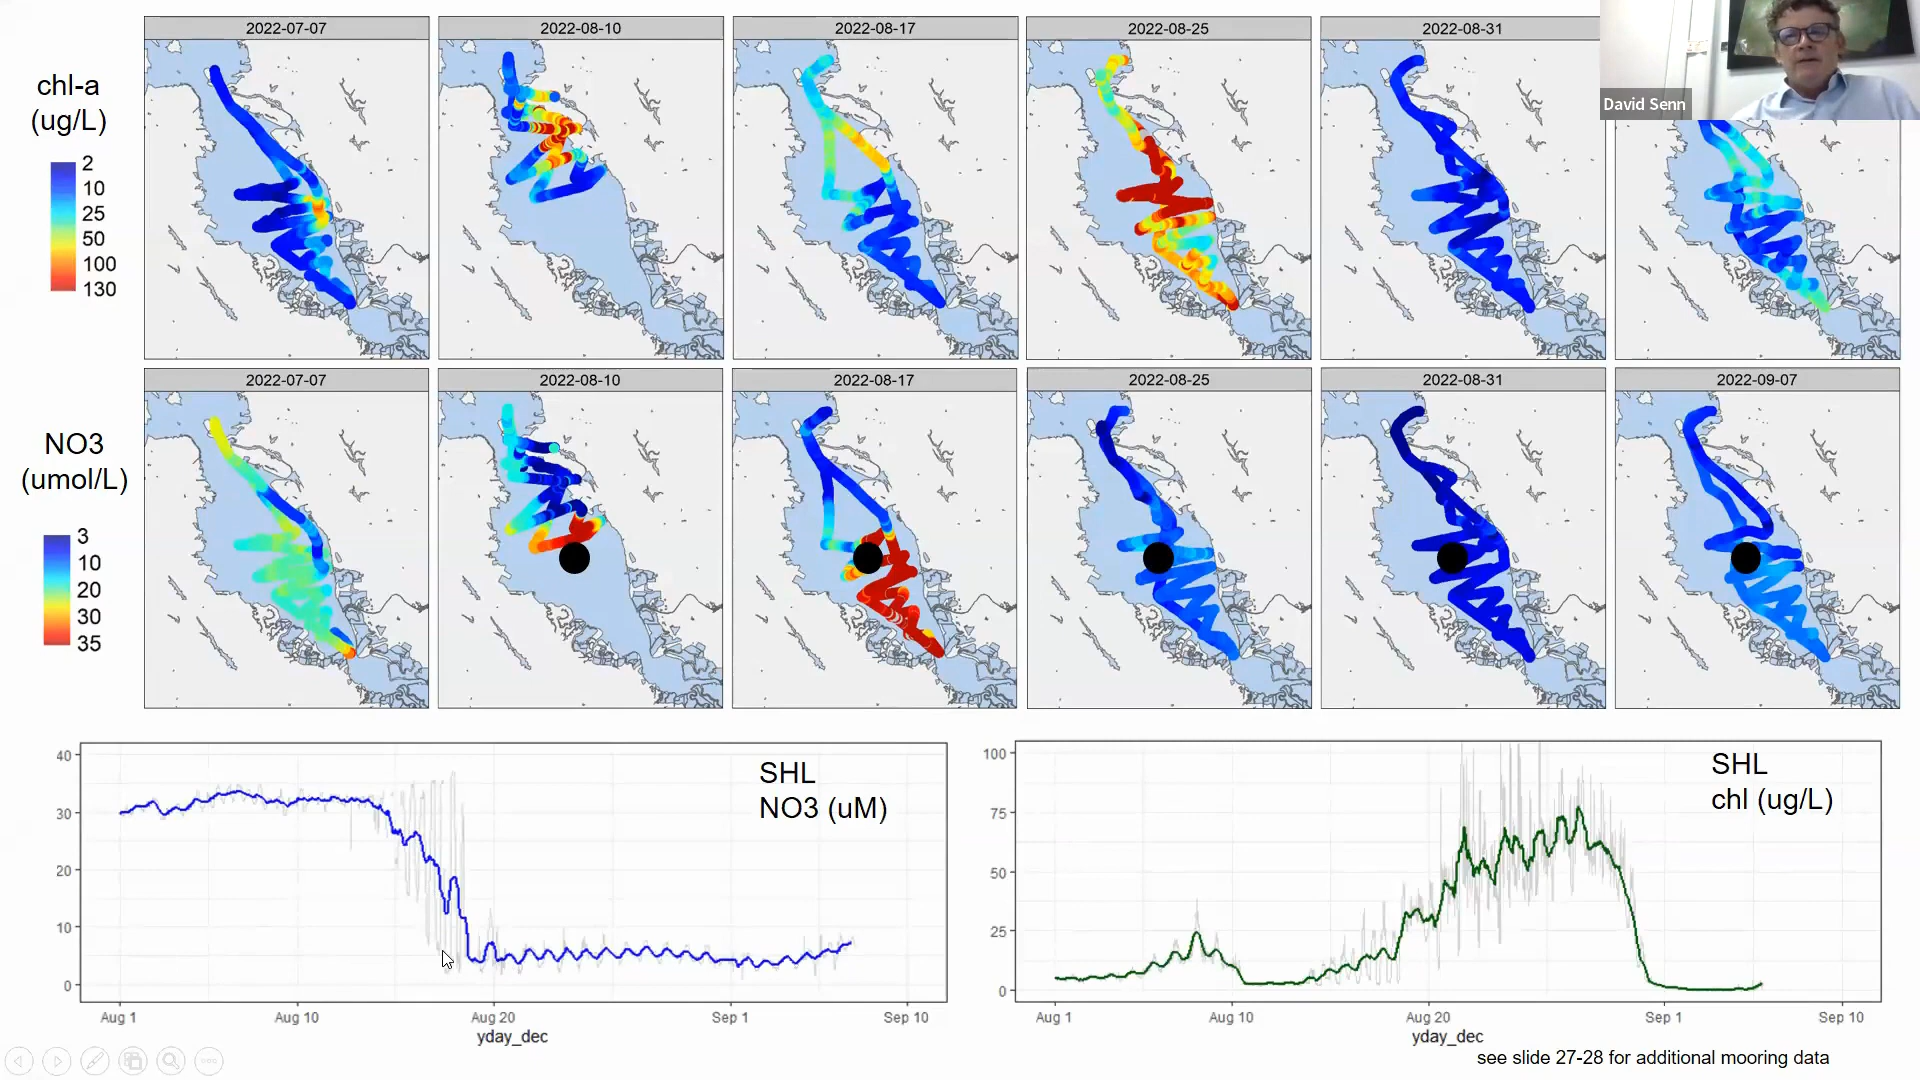 2022-07-07
2022-08-10
2022-08-17
2022-08-25
2022-08-31
David Senn
chl-a
(ug/L)
2
10
25
50
100
130
2022-07-07
2022-08-10
2022-08-17
2022-08-25
2022-08-31
2022-09-07
NO3
(umol/L)
3
10
20
30
35
40
30
20
10
0
SHL
NO3 (uM)
Aug 1
Aug 10
Aug 20
Sep 1
Sep 10
yday_dec
100
75
50
25
0
SHL
chl (ug/L)
Aug 1
Aug 10
Aug 20
Sep 1
Sep 10
yday_dec
see slide 27-28 for additional mooring data